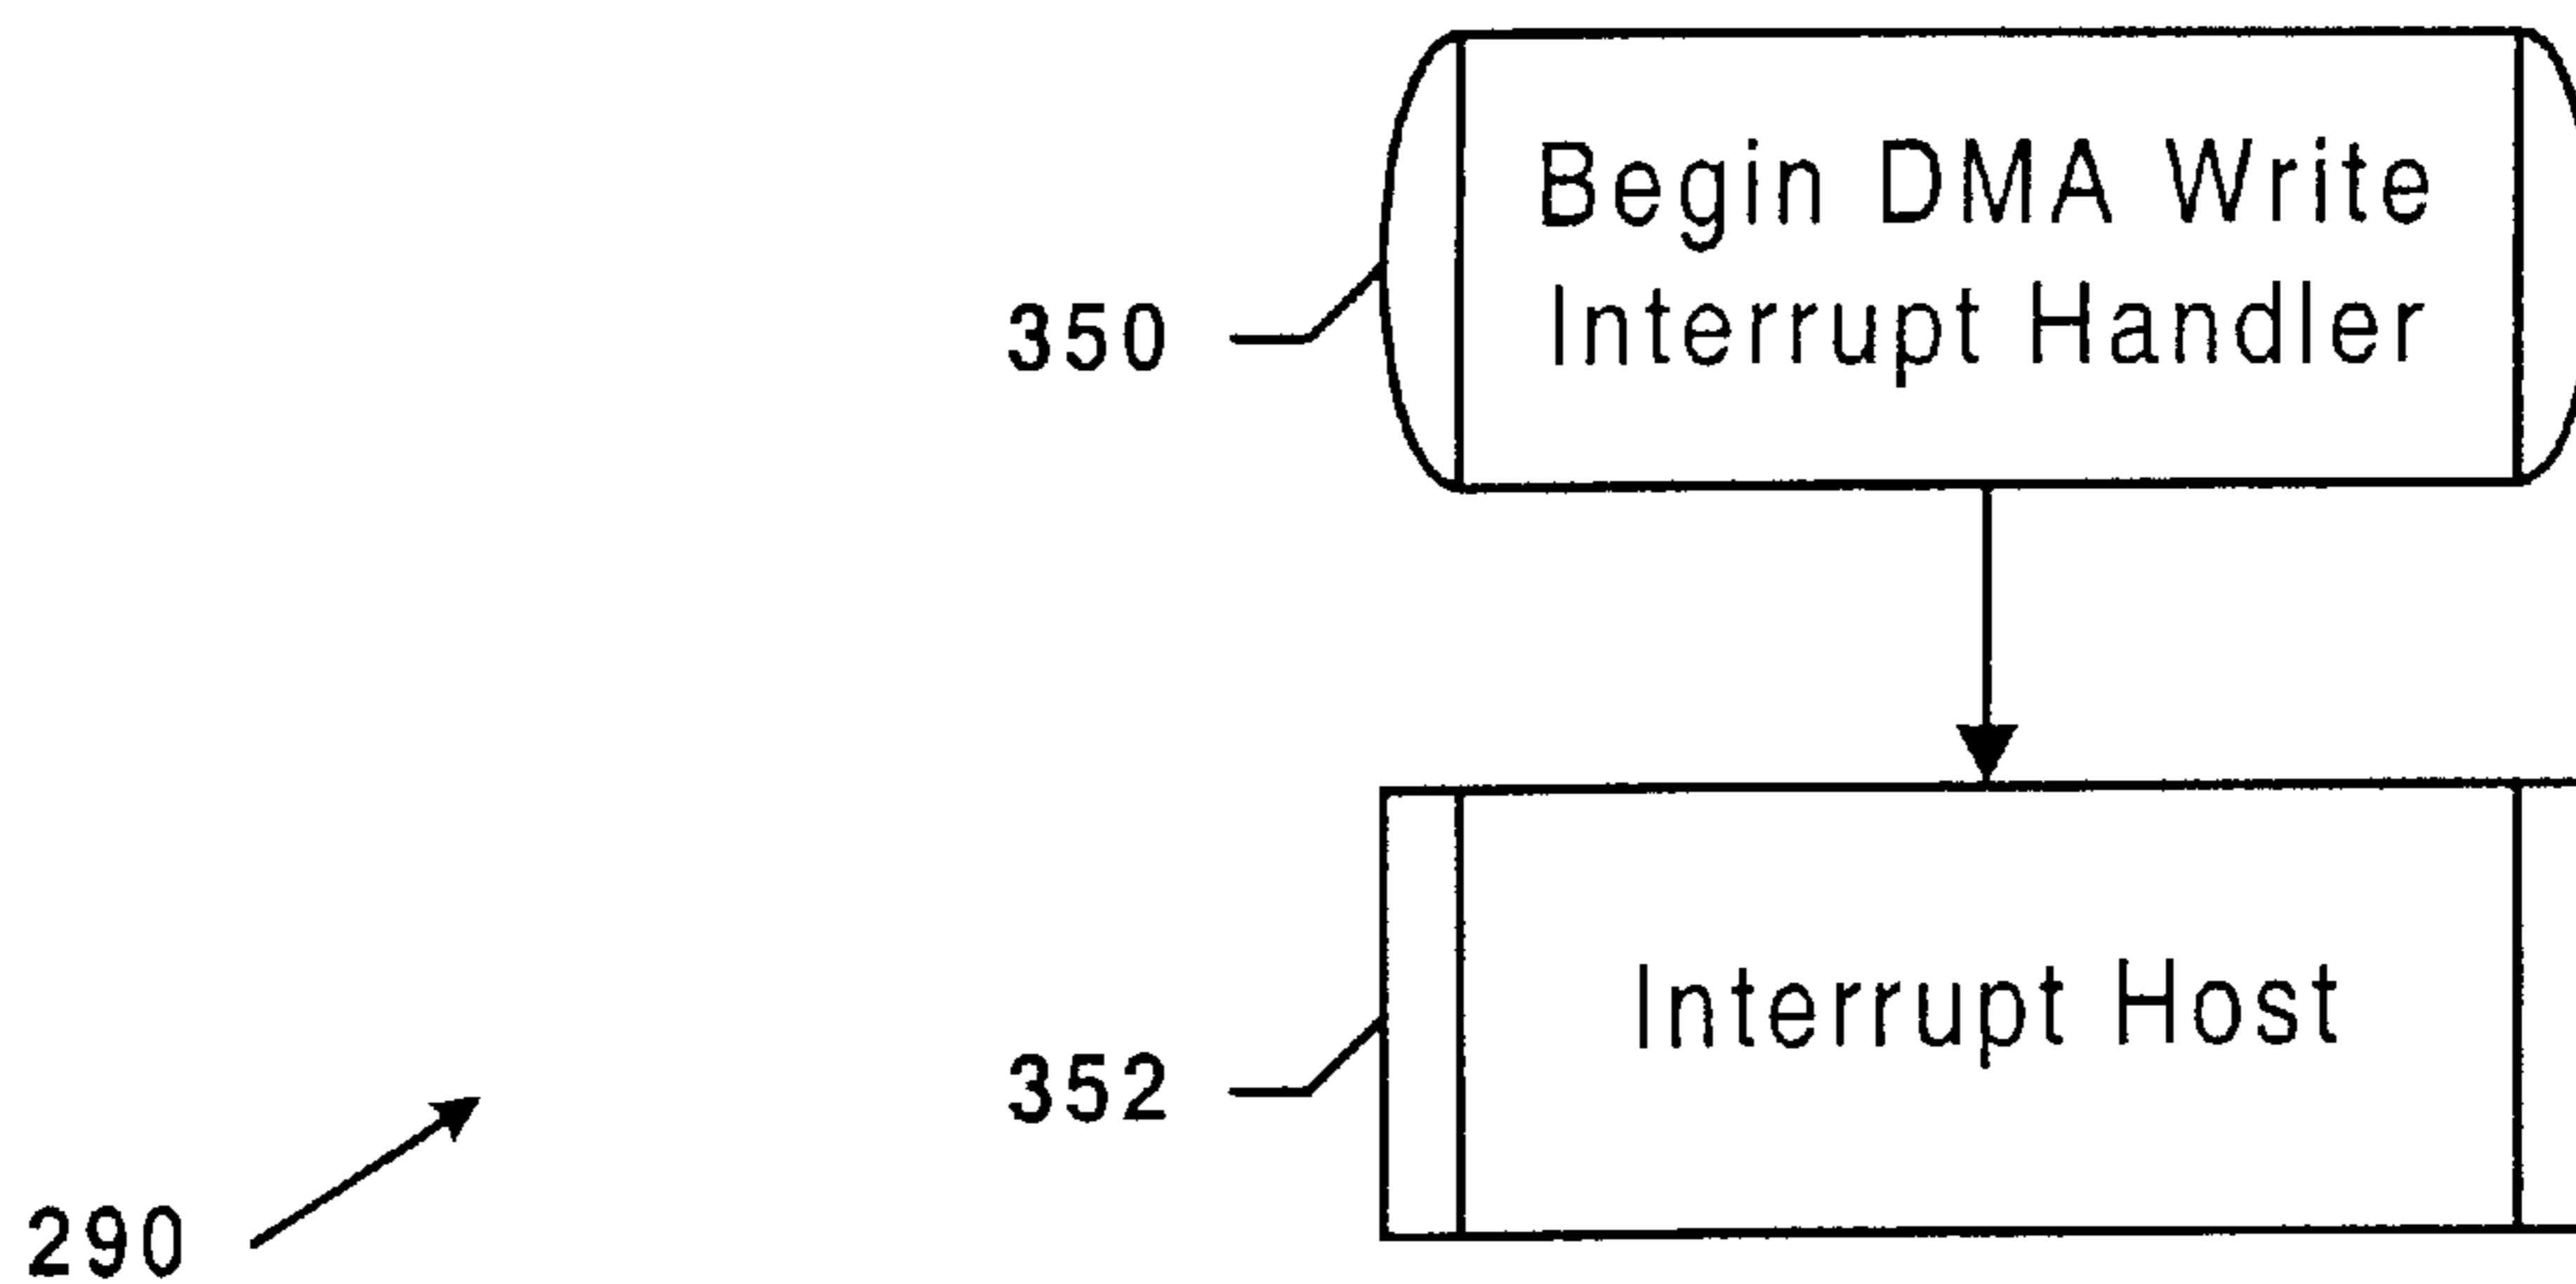 Begin DMA Write
Interrupt Handler
350
Interrupt Host
352
290